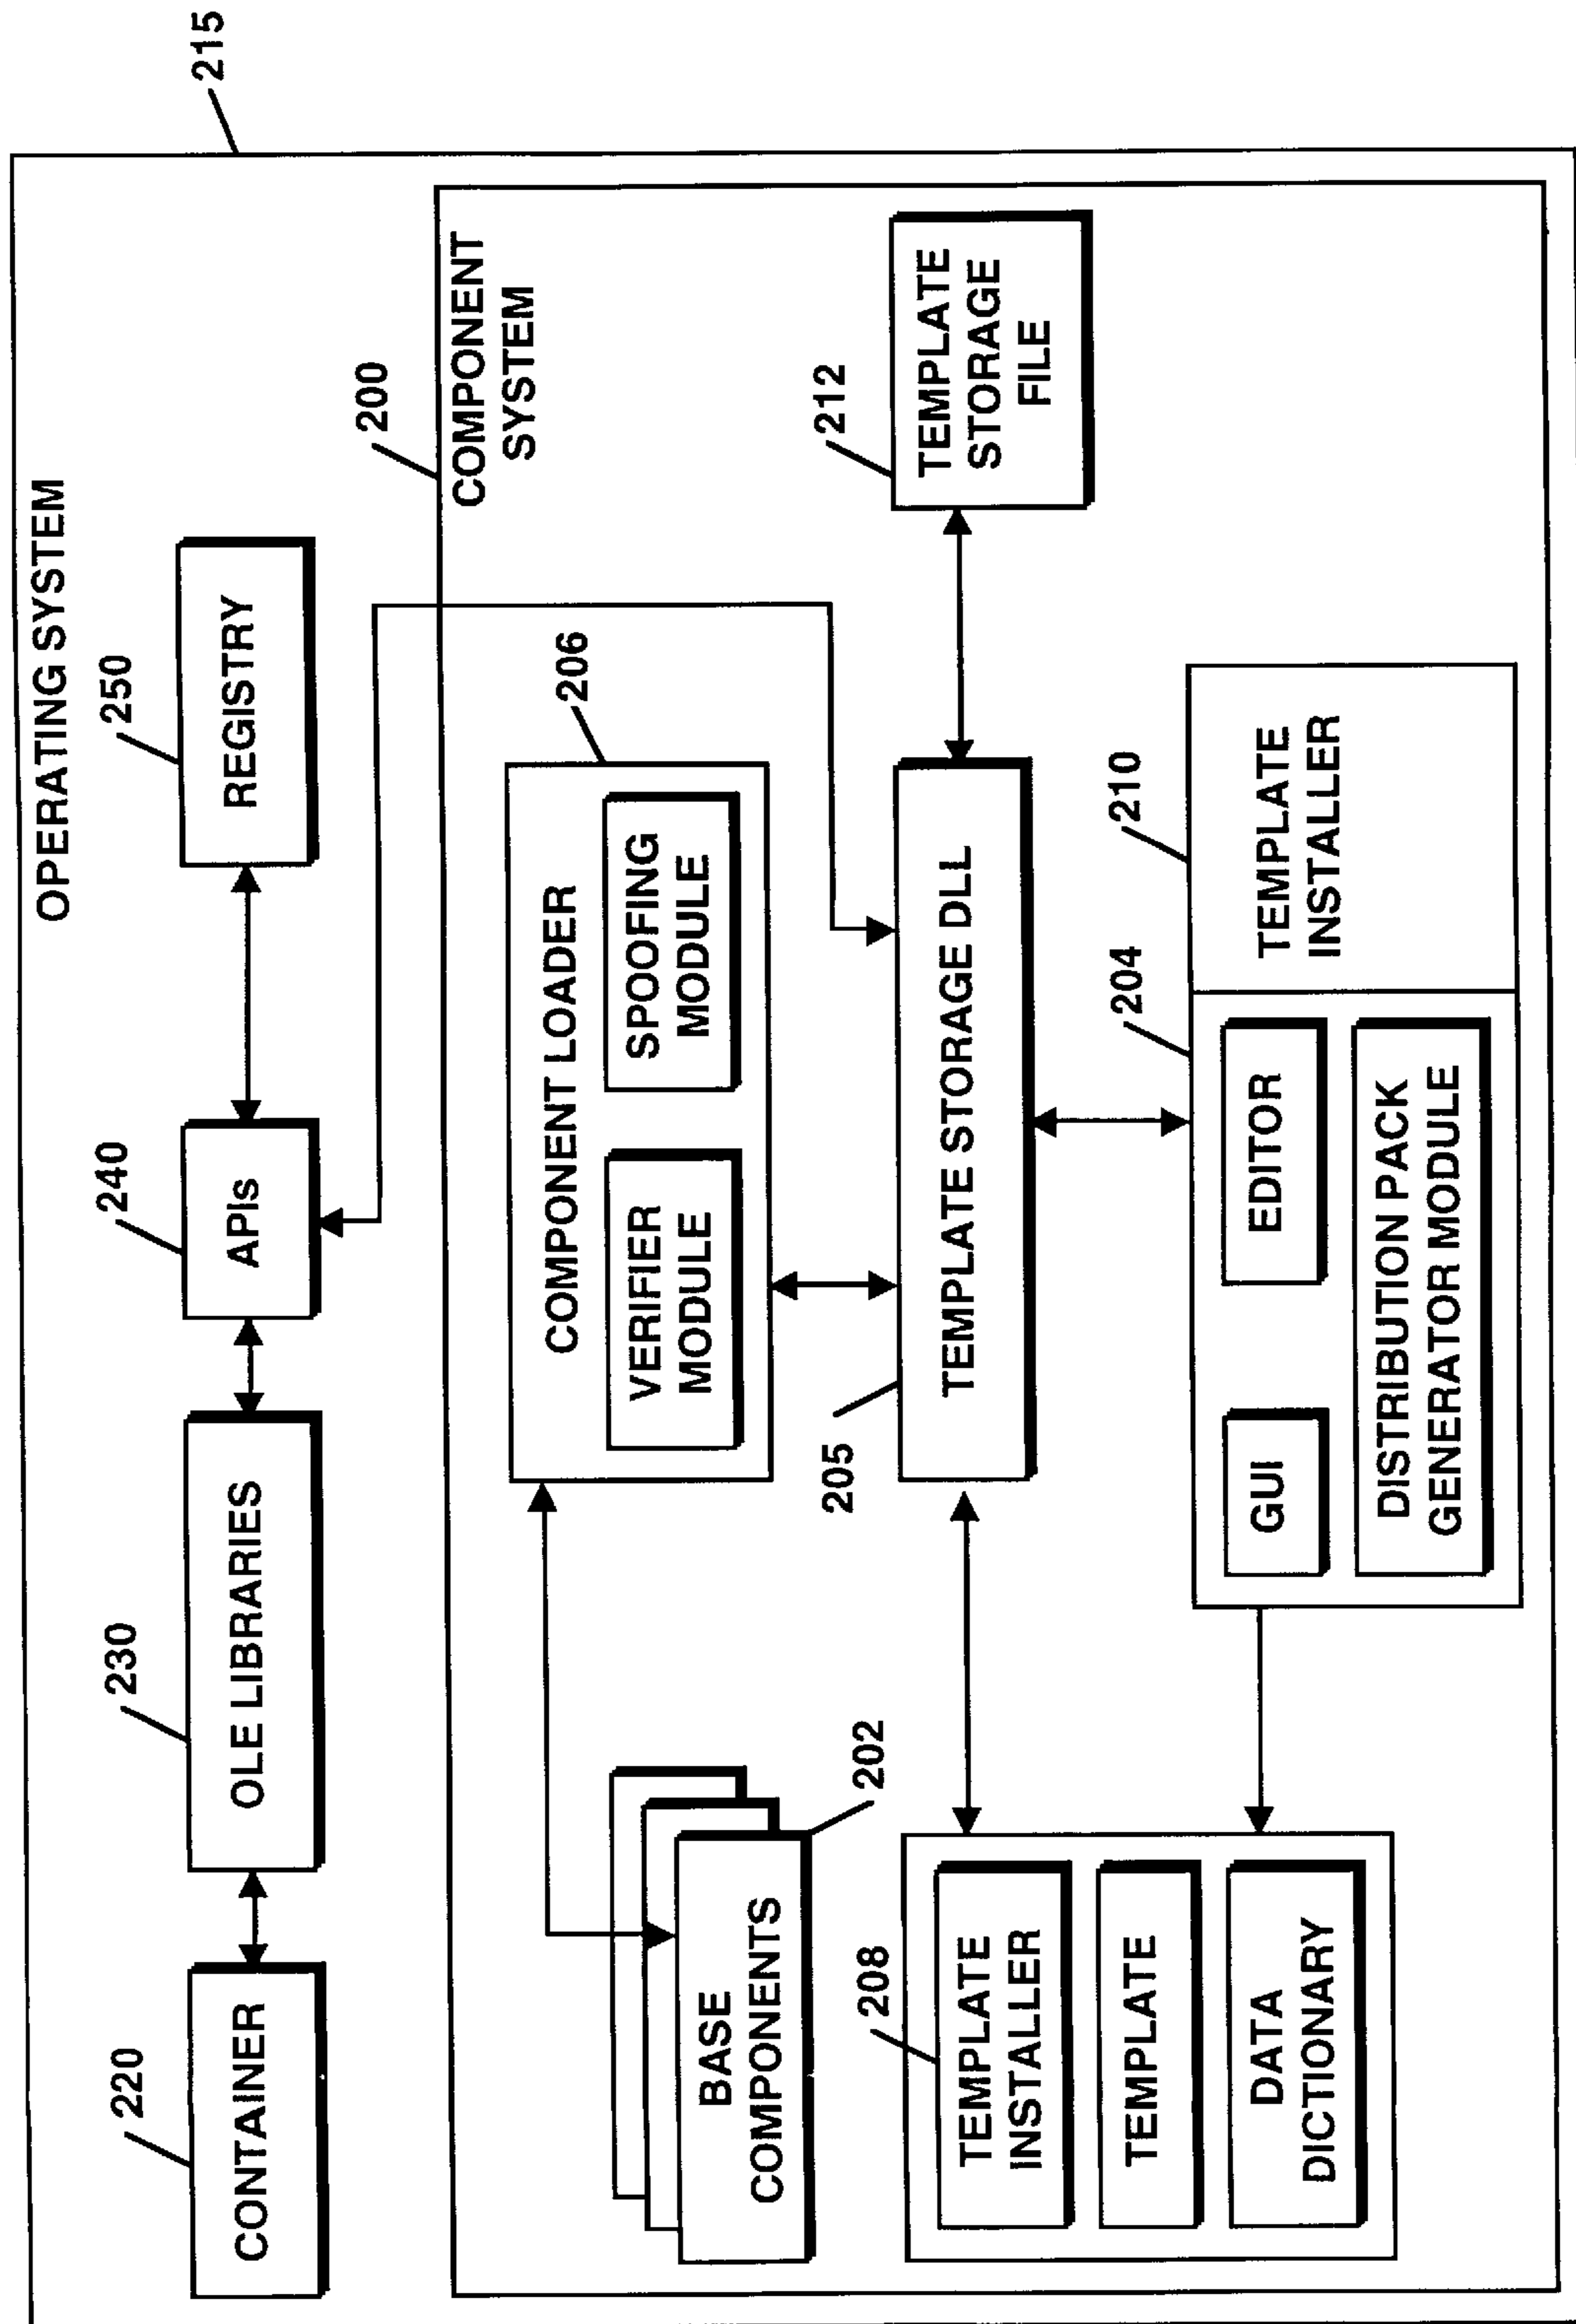 OPERATING SYSTEM
215
220
CONTAINER
230
OLE LIBRARIES
240
APIs
250
REGISTRY
200
COMPONENT
SYSTEM
BASE
COMPONENTS
202
COMPONENT LOADER
206
VERIFIER
MODULE
SPOOFING
MODULE
205
TEMPLATE STORAGE DLL
212
TEMPLATE
STORAGE
FILE
208
TEMPLATE
INSTALLER
TEMPLATE
DATA
DICTIONARY
204
GUI
EDITOR
DISTRIBUTION PACK
GENERATOR MODULE
210
TEMPLATE
INSTALLER